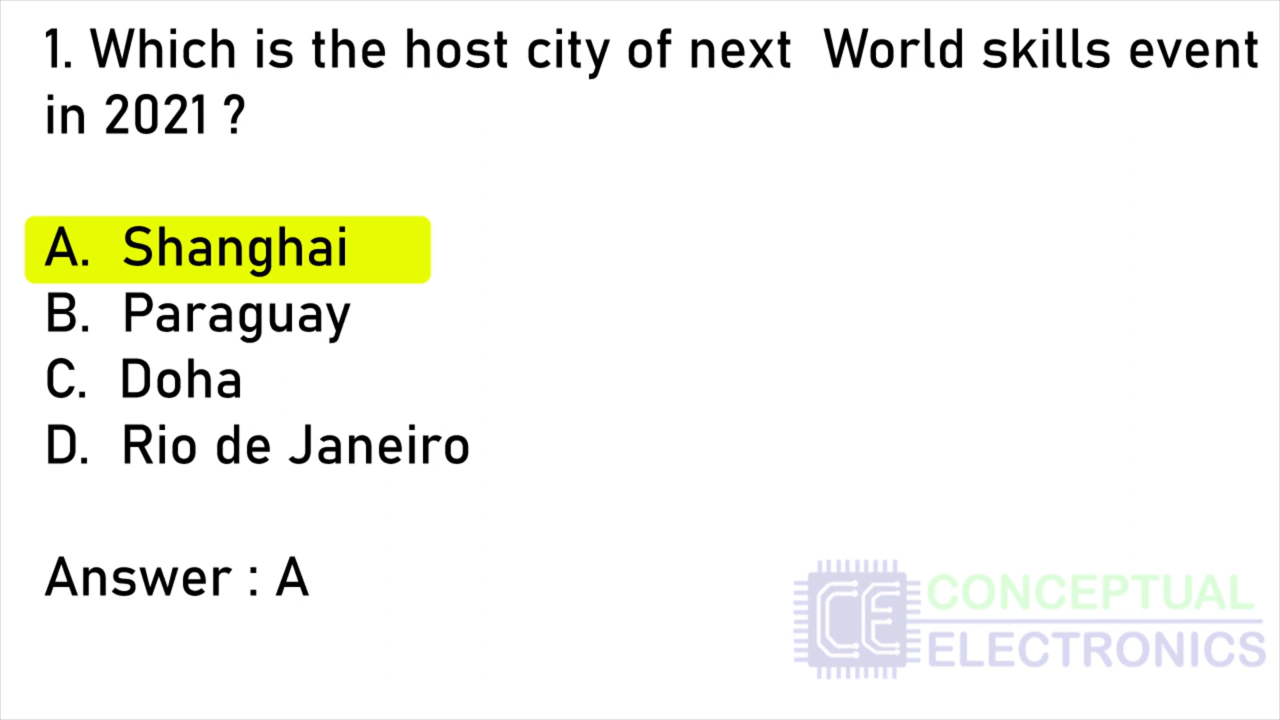 1. Which is the host city of next World skills event
in 2021 ?
A. Shanghai
B. Paraguay
C. Doha
D. Rio de Janeiro
Answer : A
CE
CONCEPTUAL
ELECTRONICS